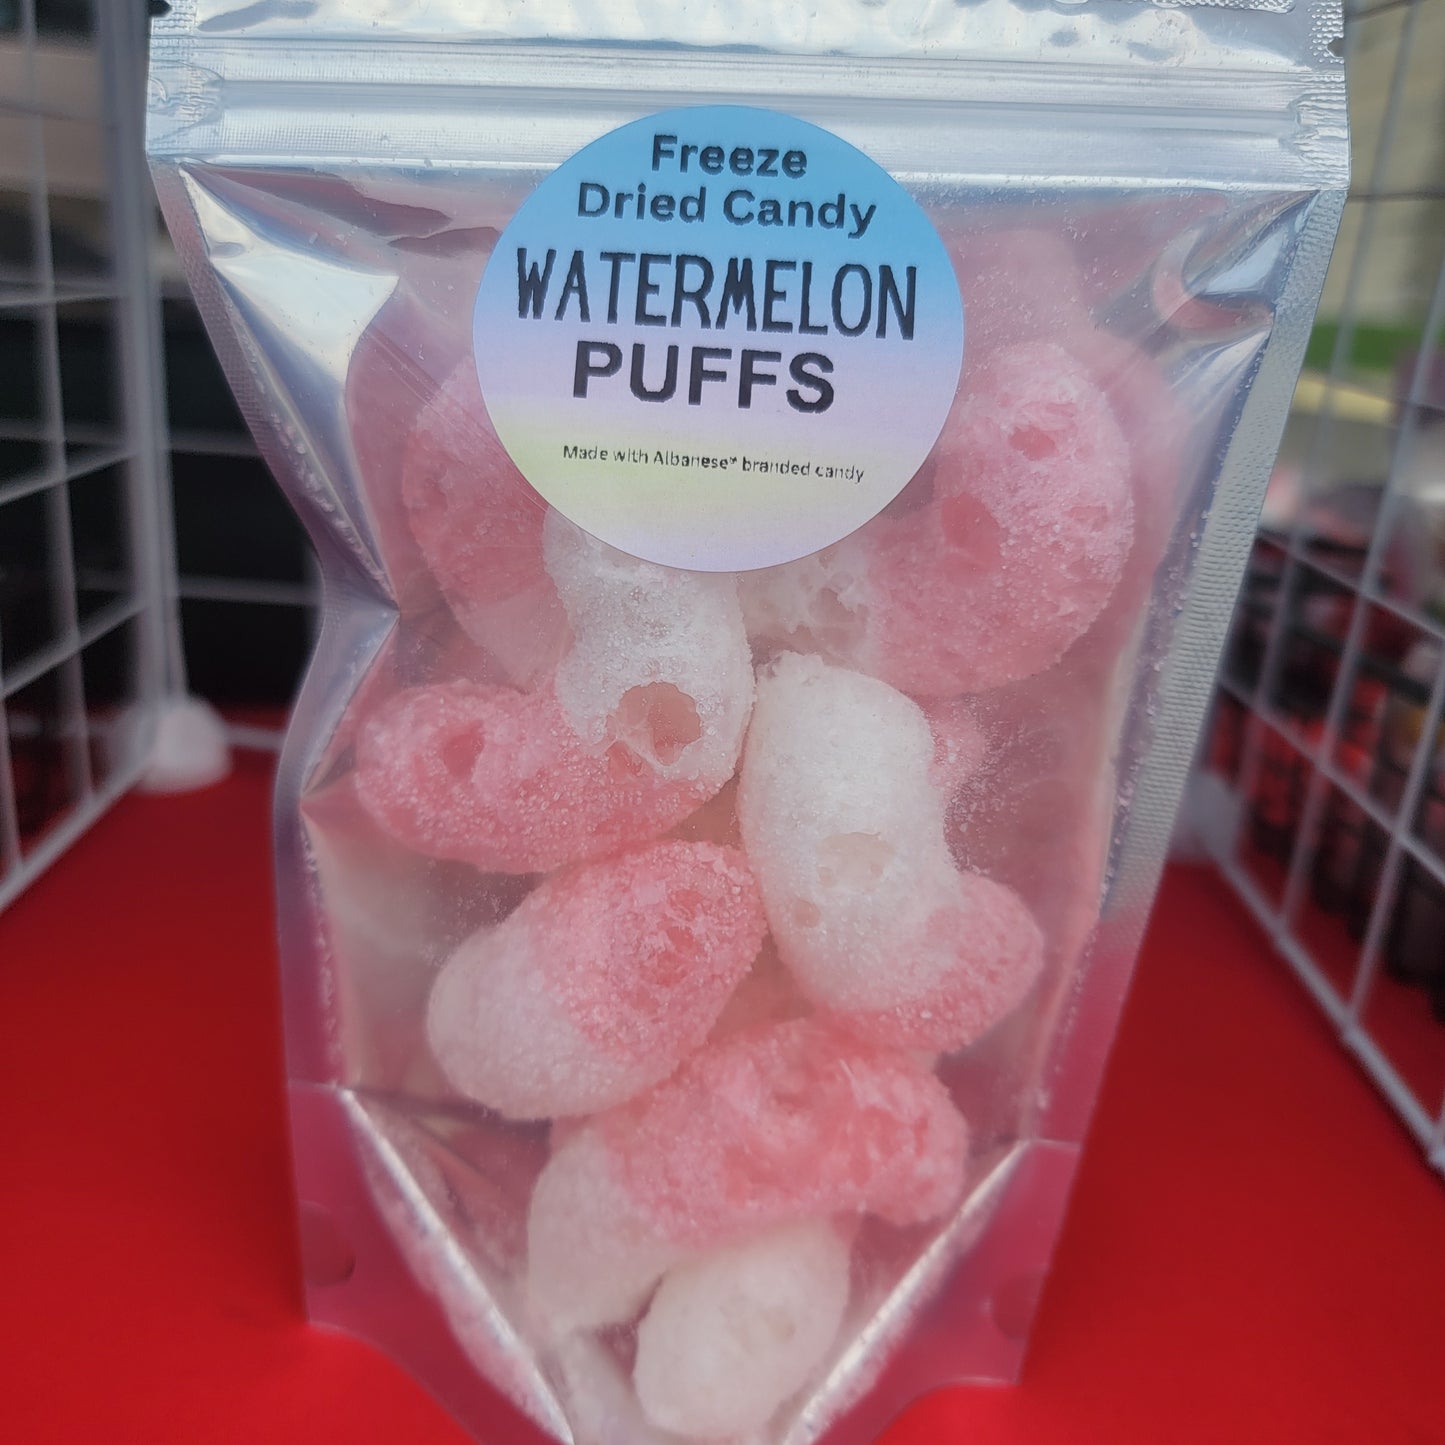 Freeze
Dried Candy
WATERMELON
PUFFS
Made with Albanese* branded candy